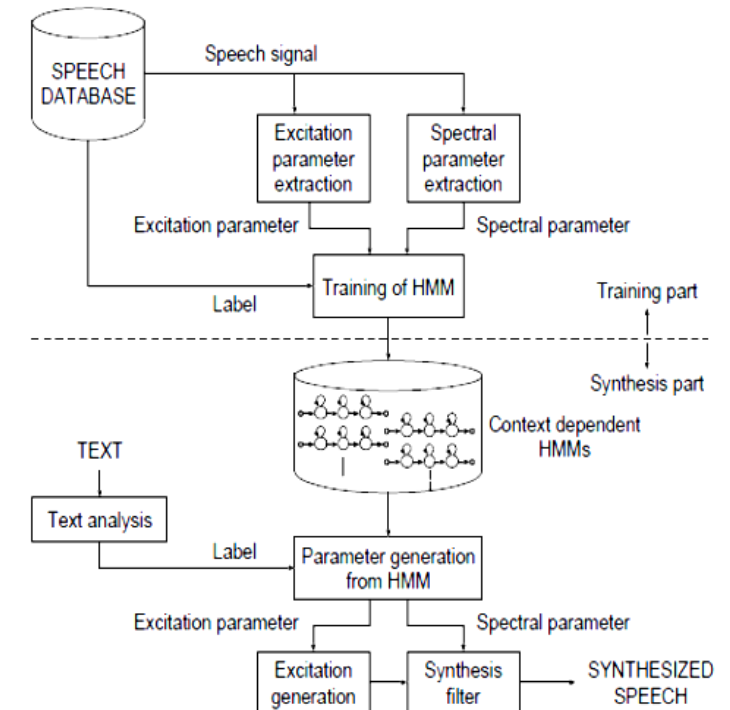 Speech signal
SPEECH
DATABASE
Excitation
parameter
extraction
Spectral
parameter
extraction
Excitation parameter
Spectral parameter
Training of HMM
Label
Training part
Synthesis part
Context dependent
HMMs
TEXT
Text analysis
Label
Parameter generation
from HMM
Excitation parameter
Spectral parameter
Excitation
generation
Synthesis
filter
SYNTHESIZED
SPEECH